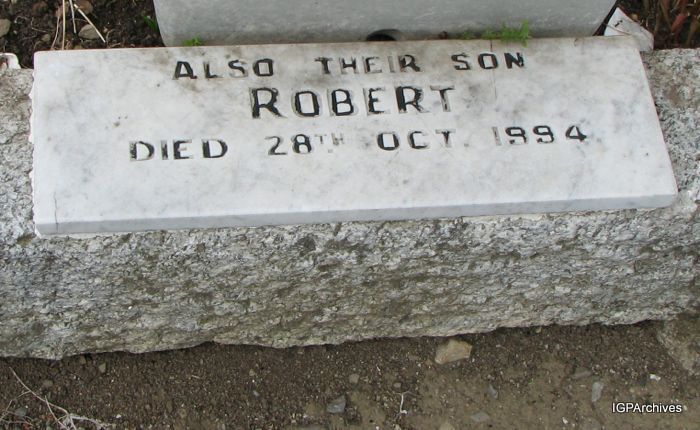 ALSO THEIR SON
ROBERT
DIED 28TH OCT. 1994.
IGPArchives